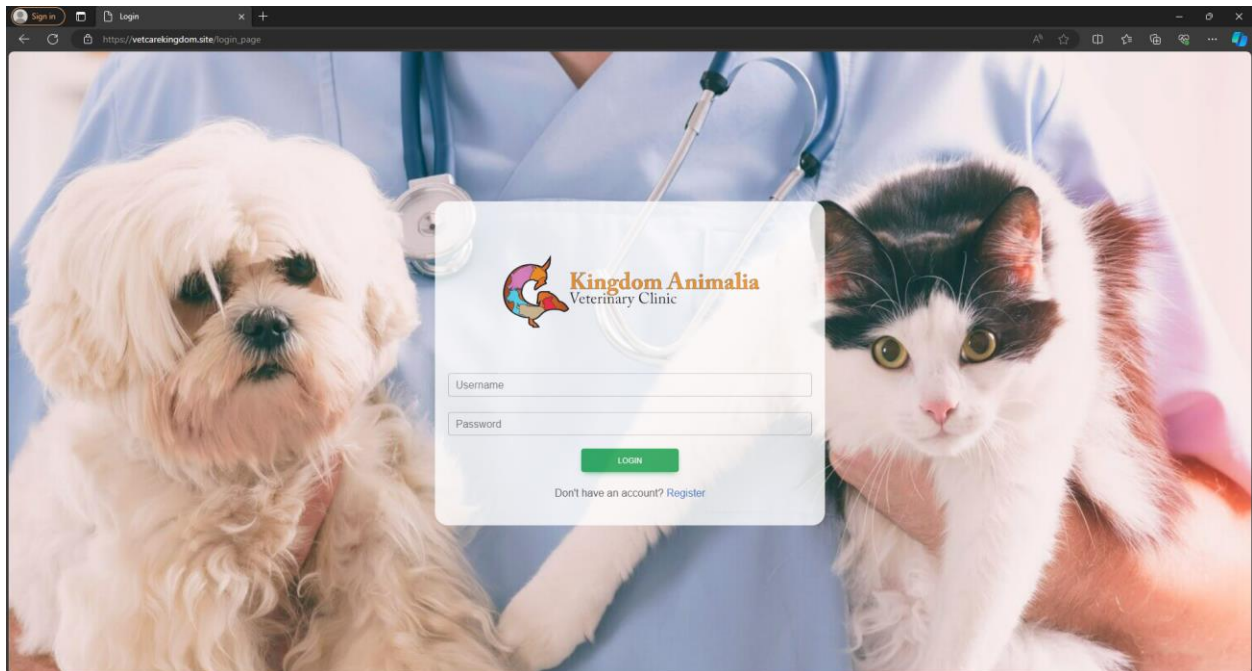 Sign in
Login
https://vetcarekingdom.site/login_page
Kingdom Animalia
Veterinary Clinic
Username
Password
LOGIN
Don't have an account? Register